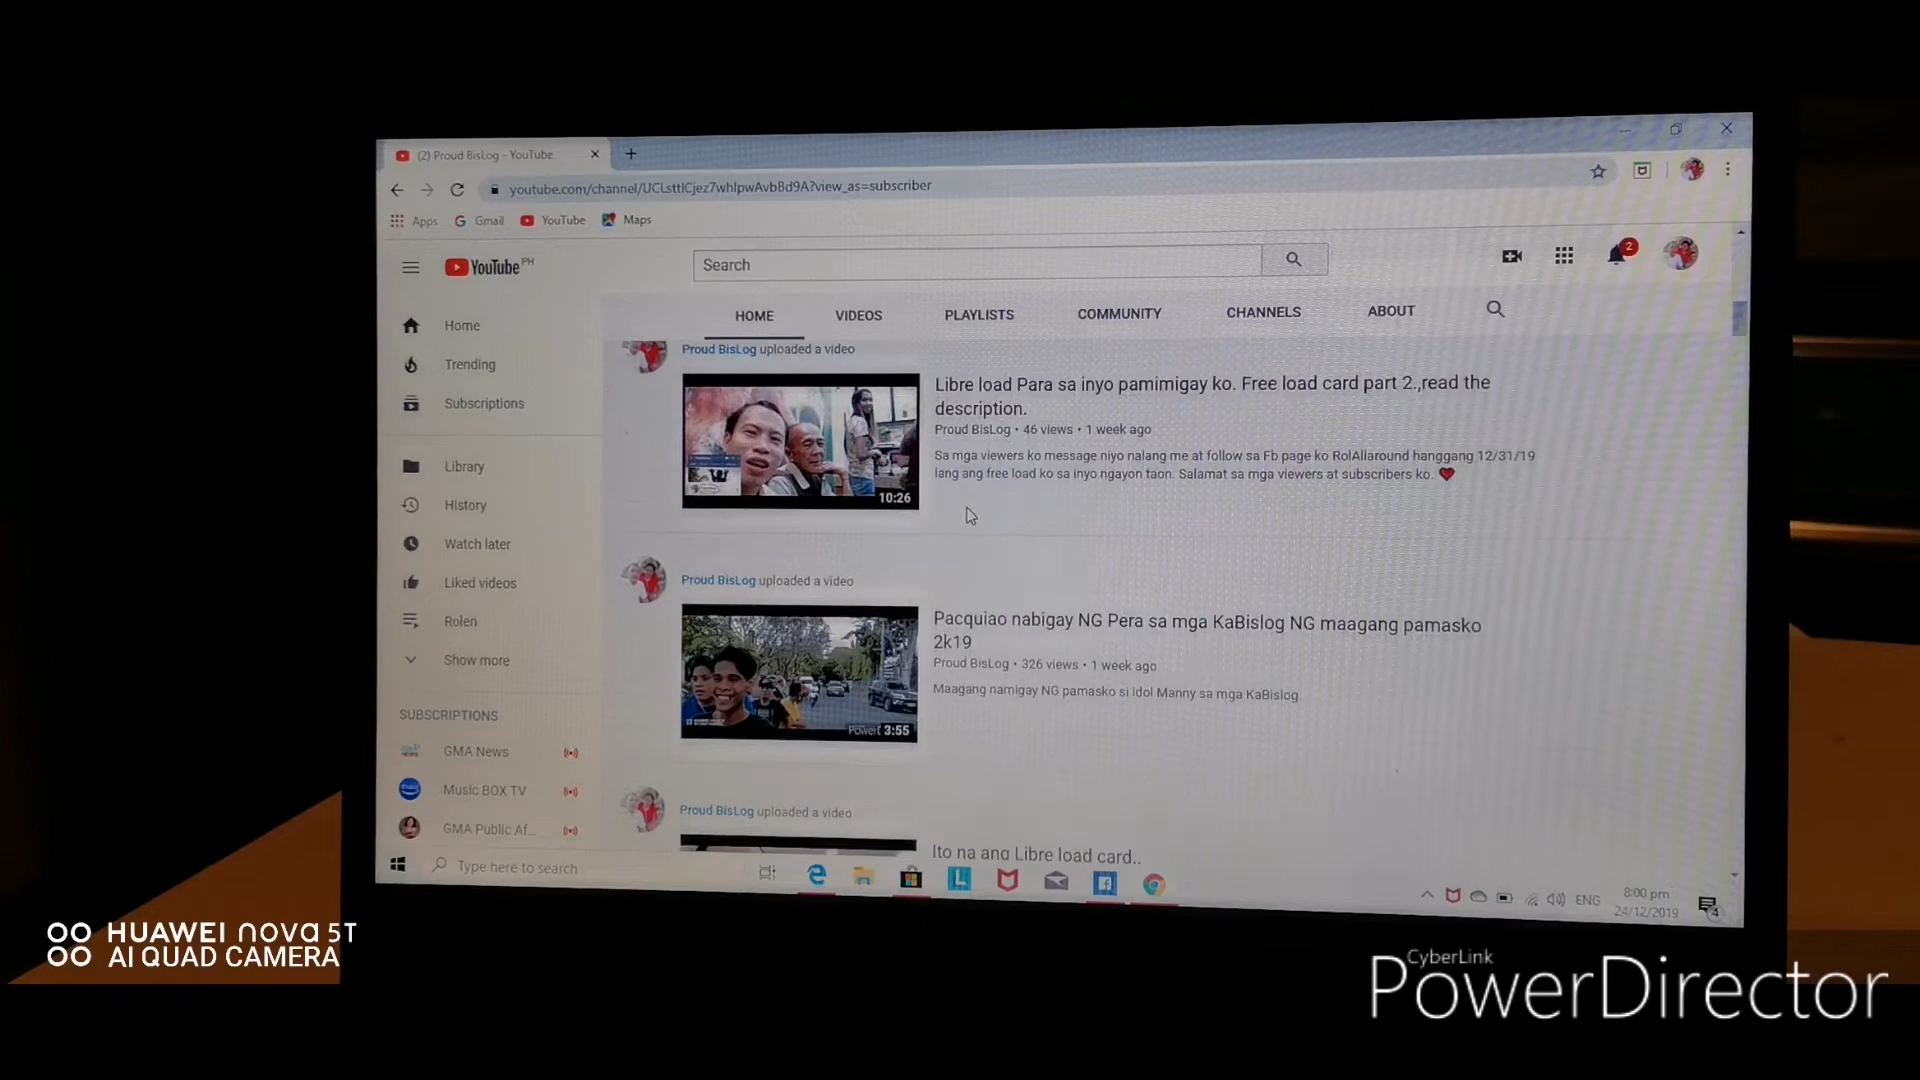 (2) Proud BisLog - YouTube
youtube.com/channel/UCLsttlCjez7whlpwAvbBd9A?view_as=subscriber
Apps Gmail YouTube Maps
YouTube PH
Search
2
HOME VIDEOS PLAYLISTS COMMUNITY CHANNELS ABOUT
Home
Trending
Subscriptions
Library
History
Watch later
Liked videos
Rolen
Show more
SUBSCRIPTIONS
GMA News
Music BOX TV
GMA Public Af...
Proud BisLog uploaded a video
10:26
Libre load Para sa inyo pamimigay ko. Free load card part 2.,read the
description.
Proud BisLog • 46 views • 1 week ago
Sa mga viewers ko message niyo nalang me at follow sa Fb page ko RolAllaround hanggang 12/31/19
lang ang free load ko sa inyo ngayon taon. Salamat sa mga viewers at subscribers ko. ❤
Proud BisLog uploaded a video
PowerD 3:55
Pacquiao nabigay NG Pera sa mga KaBislog NG maagang pamasko
2k19
Proud BisLog • 326 views • 1 week ago
Maagang namigay NG pamasko si Idol Manny sa mga KaBislog.
Proud BisLog uploaded a video
Ito na ang Libre load card..
Type here to search
ENG
8:00 pm
24/12/2019
4
HUAWEI nova 5T
AI QUAD CAMERA
CyberLink
PowerDirector